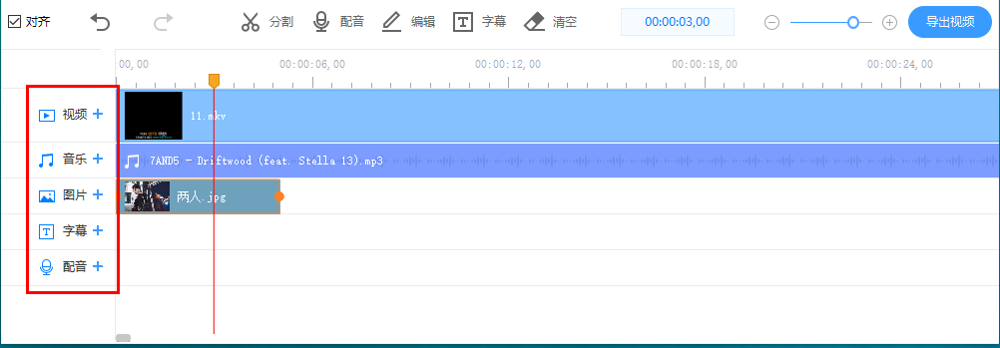 对齐 分割 配音 编辑 字幕 清空 00:00:03,00 导出视频
:00,00 00:00:06,00 00:00:12,00 00:00:18,00 00:00:24,00
视频 + 11.mkv
音乐 + 7AND5 - Driftwood (feat. Stella 13).mp3
图片 + 两人.jpg
T 字幕 +
配音 +